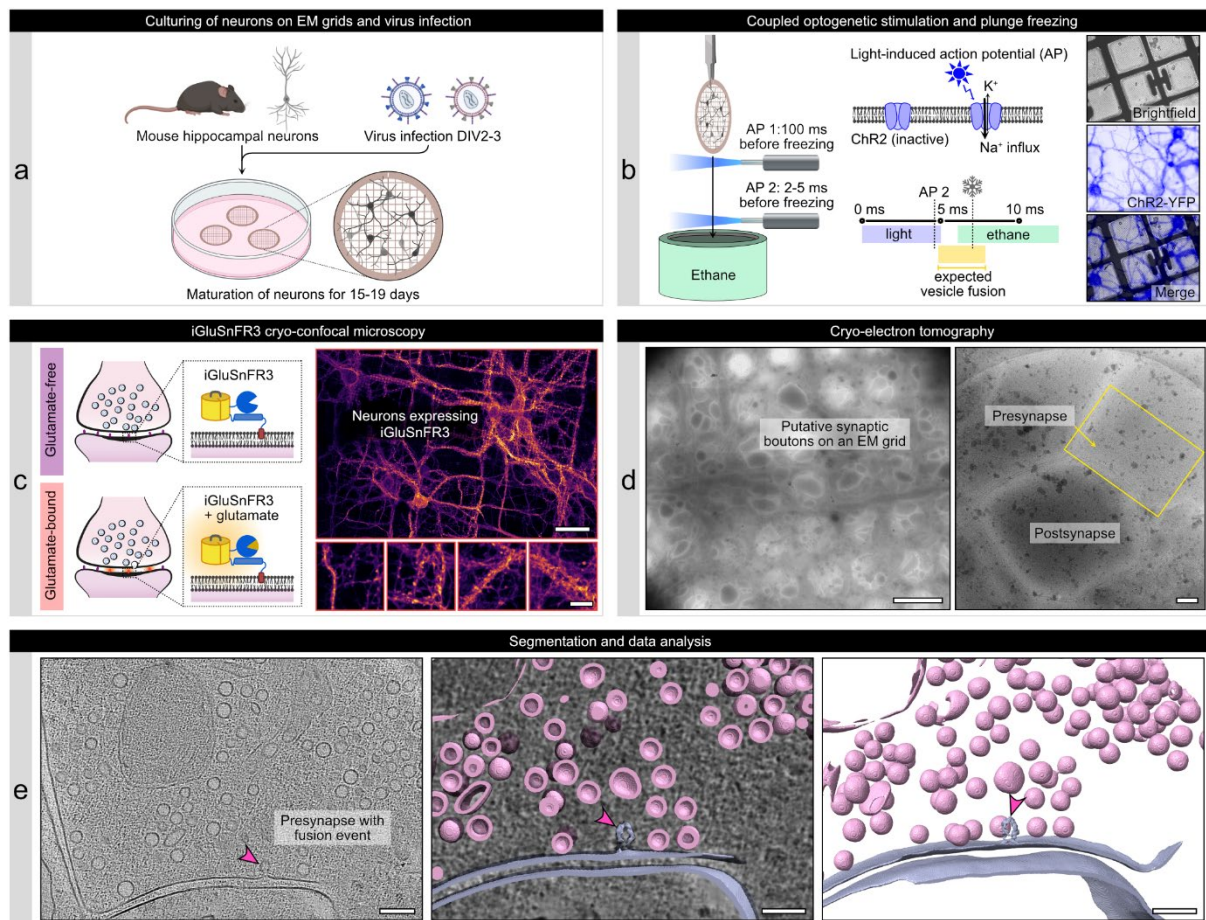 Culturing of neurons on EM grids and virus infection
a
Mouse hippocampal neurons
Virus infection DIV2-3
Maturation of neurons for 15-19 days
Coupled optogenetic stimulation and plunge freezing
b
AP 1:100 ms
before freezing
AP 2: 2-5 ms
before freezing
Ethane
Light-induced action potential (AP)
K⁺
ChR2 (inactive)
Na⁺ influx
AP 2
0 ms
5 ms
10 ms
light
ethane
expected
vesicle fusion
Brightfield
ChR2-YFP
Merge
iGluSnFR3 cryo-confocal microscopy
c
Glutamate-free
iGluSnFR3
Glutamate-bound
iGluSnFR3
+ glutamate
Neurons expressing
iGluSnFR3
Cryo-electron tomography
d
Putative synaptic
boutons on an EM grid
Presynapse
Postsynapse
Segmentation and data analysis
e
Presynapse with
fusion event